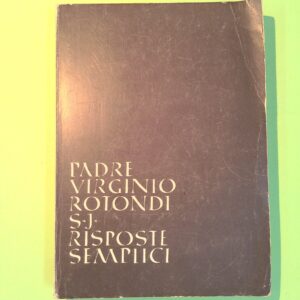 PADRE
VIRGINIO
ROTONDI
S·J·
RISPOSTE
SEMPLICI